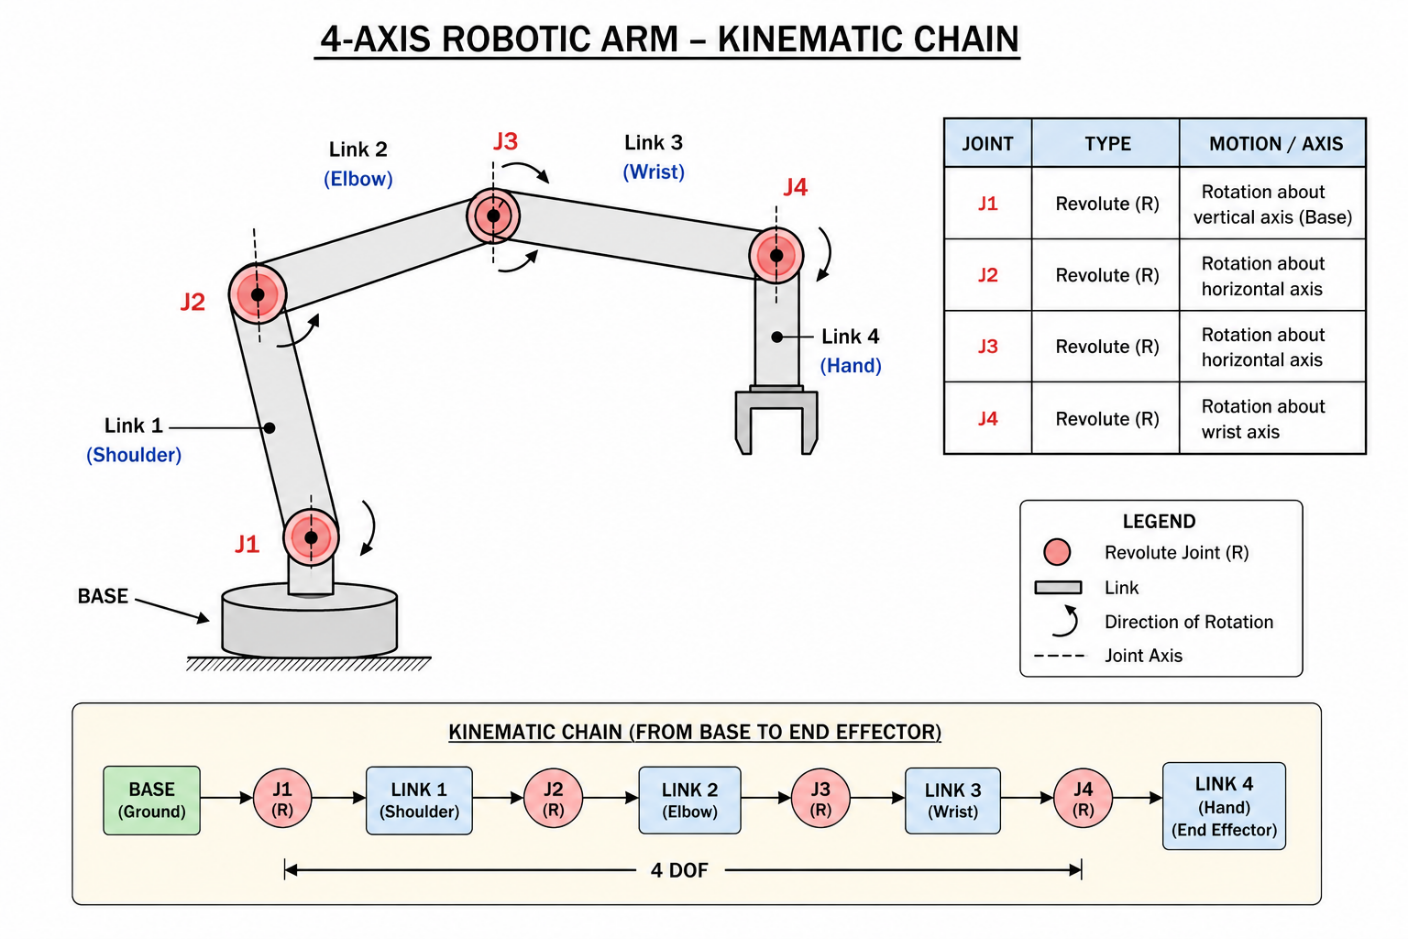 4-AXIS ROBOTIC ARM – KINEMATIC CHAIN
Link 2
(Elbow)
J3
Link 3
(Wrist)
J4
J2
Link 4
(Hand)
Link 1
(Shoulder)
J1
BASE
JOINT TYPE MOTION / AXIS
J1 Revolute (R) Rotation about
vertical axis (Base)
J2 Revolute (R) Rotation about
horizontal axis
J3 Revolute (R) Rotation about
horizontal axis
J4 Revolute (R) Rotation about
wrist axis
LEGEND
Revolute Joint (R)
Link
Direction of Rotation
Joint Axis
KINEMATIC CHAIN (FROM BASE TO END EFFECTOR)
BASE
(Ground)
J1
(R)
LINK 1
(Shoulder)
J2
(R)
LINK 2
(Elbow)
J3
(R)
LINK 3
(Wrist)
J4
(R)
LINK 4
(Hand)
(End Effector)
4 DOF